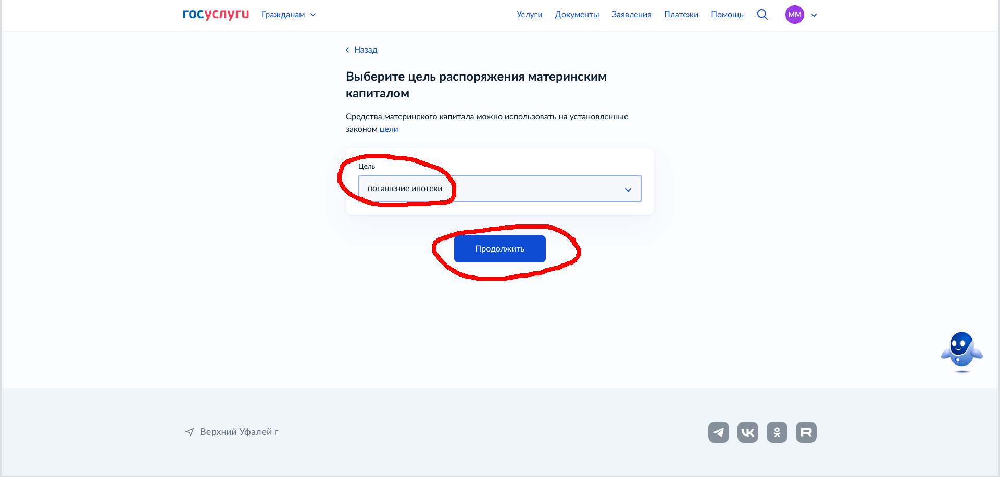 госуслуги Гражданам Услуги Документы Заявления Платежи Помощь ММ
Назад
Выберите цель распоряжения материнским
капиталом
Средства материнского капитала можно использовать на установленные
законом цели
Цель
погашение ипотеки
Продолжить
Верхний Уфалей г